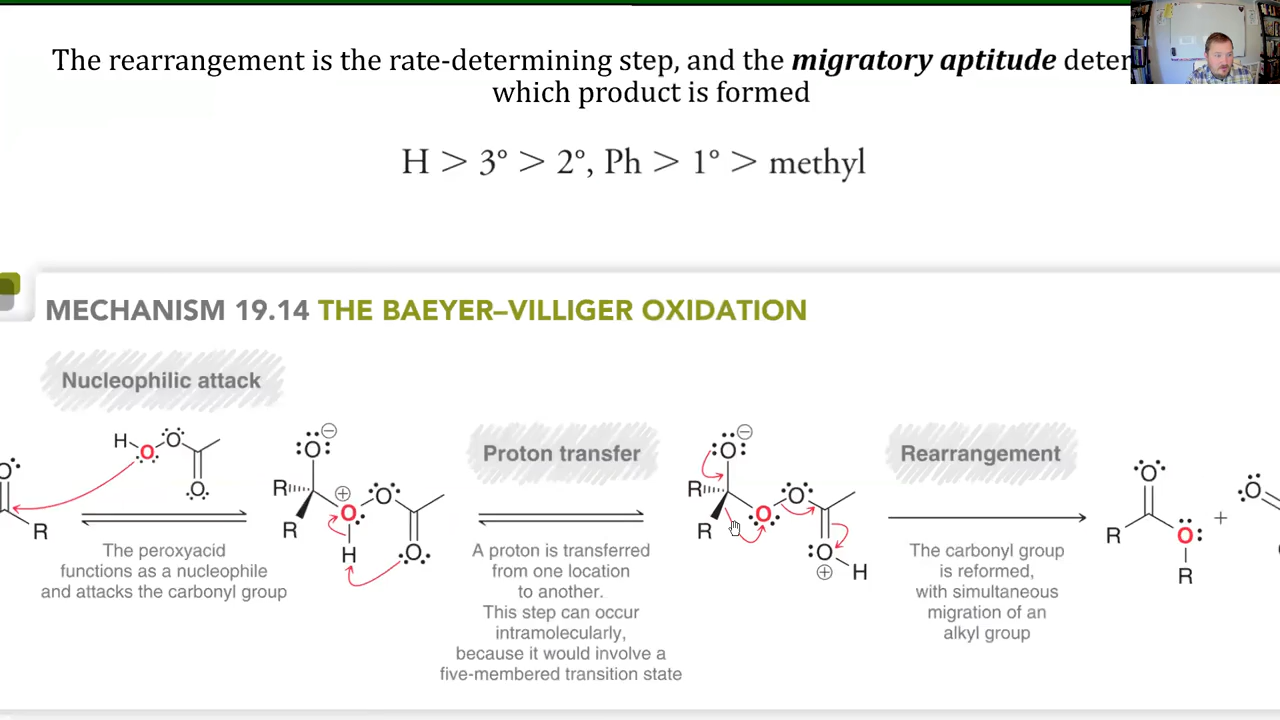 The rearrangement is the rate-determining step, and the migratory aptitude deter
which product is formed
H > 3° > 2°, Ph > 1° > methyl
MECHANISM 19.14 THE BAEYER–VILLIGER OXIDATION
Nucleophilic attack
Proton transfer
Rearrangement
O R H O O O
The peroxyacid
functions as a nucleophile
and attacks the carbonyl group
O ⊖ R R O ⊕ H O O
A proton is transferred
from one location
to another.
This step can occur
intramolecularly,
because it would involve a
five-membered transition state
O ⊖ R R O O O ⊕ H
The carbonyl group
is reformed,
with simultaneous
migration of an
alkyl group
O R O R + O